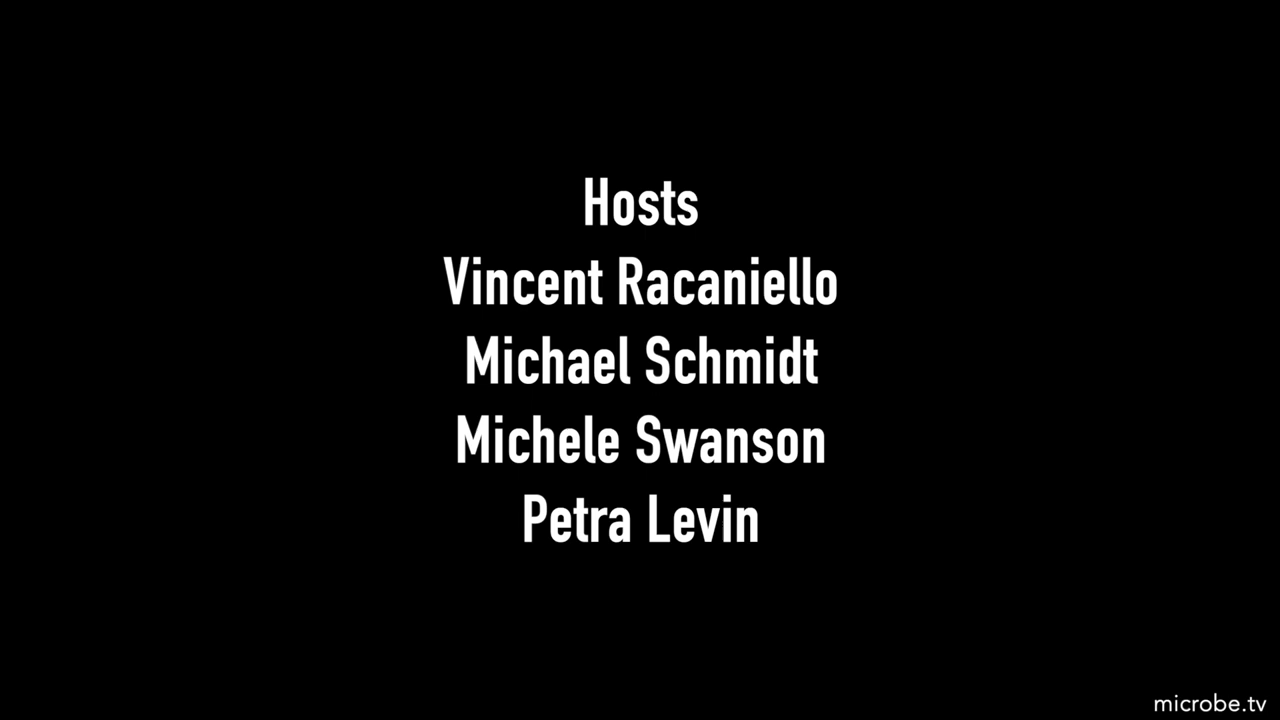 Hosts
Vincent Racaniello
Michael Schmidt
Michele Swanson
Petra Levin
microbe.tv